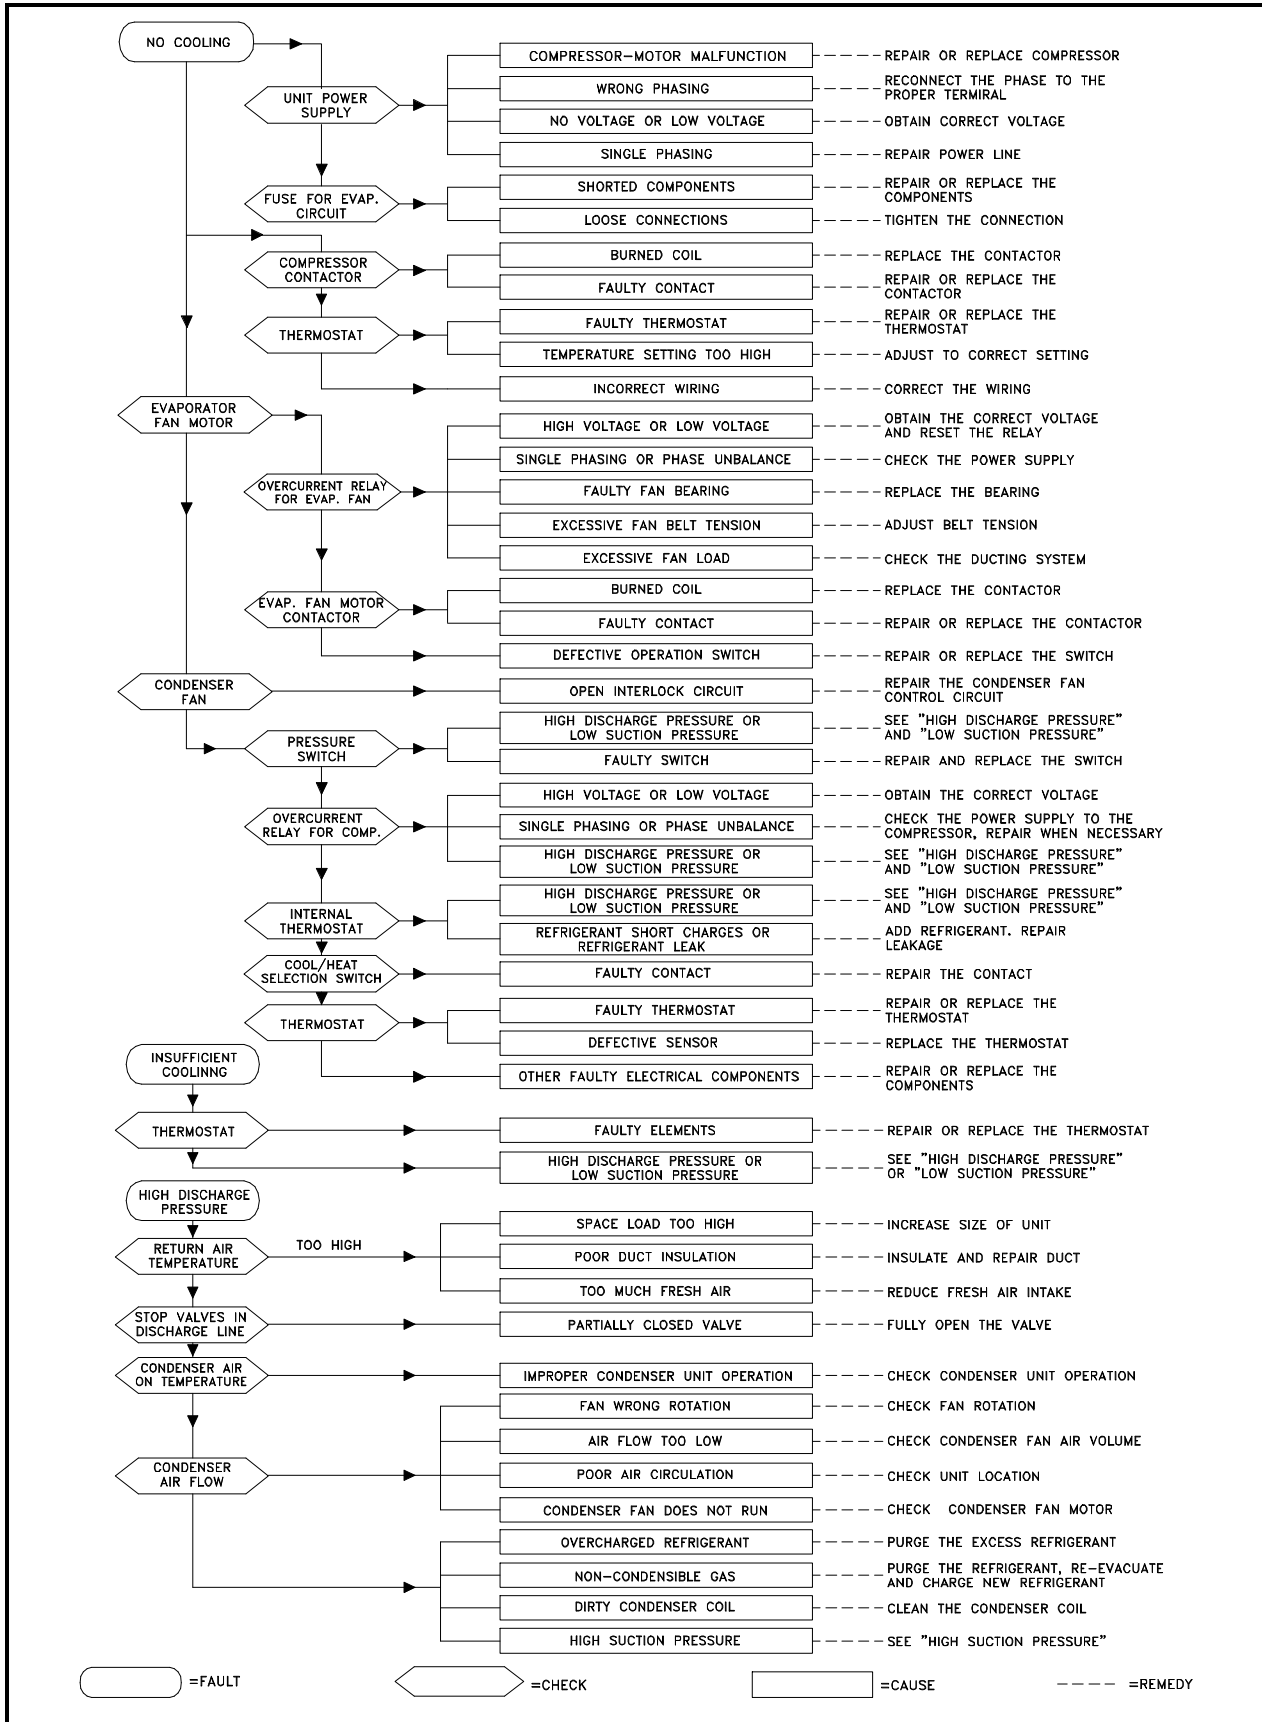 NO COOLING
COMPRESSOR-MOTOR MALFUNCTION
REPAIR OR REPLACE COMPRESSOR
UNIT POWER
SUPPLY
WRONG PHASING
RECONNECT THE PHASE TO THE
PROPER TERMIRAL
NO VOLTAGE OR LOW VOLTAGE
OBTAIN CORRECT VOLTAGE
SINGLE PHASING
REPAIR POWER LINE
FUSE FOR EVAP.
CIRCUIT
SHORTED COMPONENTS
REPAIR OR REPLACE THE
COMPONENTS
LOOSE CONNECTIONS
TIGHTEN THE CONNECTION
COMPRESSOR
CONTACTOR
BURNED COIL
REPLACE THE CONTACTOR
FAULTY CONTACT
REPAIR OR REPLACE THE
CONTACTOR
THERMOSTAT
FAULTY THERMOSTAT
REPAIR OR REPLACE THE
THERMOSTAT
TEMPERATURE SETTING TOO HIGH
ADJUST TO CORRECT SETTING
INCORRECT WIRING
CORRECT THE WIRING
EVAPORATOR
FAN MOTOR
HIGH VOLTAGE OR LOW VOLTAGE
OBTAIN THE CORRECT VOLTAGE
AND RESET THE RELAY
SINGLE PHASING OR PHASE UNBALANCE
CHECK THE POWER SUPPLY
OVERCURRENT RELAY
FOR EVAP. FAN
FAULTY FAN BEARING
REPLACE THE BEARING
EXCESSIVE FAN BELT TENSION
ADJUST BELT TENSION
EXCESSIVE FAN LOAD
CHECK THE DUCTING SYSTEM
EVAP. FAN MOTOR
CONTACTOR
BURNED COIL
REPLACE THE CONTACTOR
FAULTY CONTACT
REPAIR OR REPLACE THE CONTACTOR
DEFECTIVE OPERATION SWITCH
REPAIR OR REPLACE THE SWITCH
CONDENSER
FAN
OPEN INTERLOCK CIRCUIT
REPAIR THE CONDENSER FAN
CONTROL CIRCUIT
PRESSURE
SWITCH
HIGH DISCHARGE PRESSURE OR
LOW SUCTION PRESSURE
SEE "HIGH DISCHARGE PRESSURE"
AND "LOW SUCTION PRESSURE"
FAULTY SWITCH
REPAIR AND REPLACE THE SWITCH
OVERCURRENT
RELAY FOR COMP.
HIGH VOLTAGE OR LOW VOLTAGE
OBTAIN THE CORRECT VOLTAGE
SINGLE PHASING OR PHASE UNBALANCE
CHECK THE POWER SUPPLY TO THE
COMPRESSOR, REPAIR WHEN NECESSARY
HIGH DISCHARGE PRESSURE OR
LOW SUCTION PRESSURE
SEE "HIGH DISCHARGE PRESSURE"
AND "LOW SUCTION PRESSURE"
INTERNAL
THERMOSTAT
HIGH DISCHARGE PRESSURE OR
LOW SUCTION PRESSURE
SEE "HIGH DISCHARGE PRESSURE"
AND "LOW SUCTION PRESSURE"
REFRIGERANT SHORT CHARGES OR
REFRIGERANT LEAK
ADD REFRIGERANT. REPAIR
LEAKAGE
COOL/HEAT
SELECTION SWITCH
FAULTY CONTACT
REPAIR THE CONTACT
THERMOSTAT
FAULTY THERMOSTAT
REPAIR OR REPLACE THE
THERMOSTAT
DEFECTIVE SENSOR
REPLACE THE THERMOSTAT
OTHER FAULTY ELECTRICAL COMPONENTS
REPAIR OR REPLACE THE
COMPONENTS
INSUFFICIENT
COOLINNG
THERMOSTAT
FAULTY ELEMENTS
REPAIR OR REPLACE THE THERMOSTAT
HIGH DISCHARGE PRESSURE OR
LOW SUCTION PRESSURE
SEE "HIGH DISCHARGE PRESSURE"
OR "LOW SUCTION PRESSURE"
HIGH DISCHARGE
PRESSURE
RETURN AIR
TEMPERATURE
TOO HIGH
SPACE LOAD TOO HIGH
INCREASE SIZE OF UNIT
POOR DUCT INSULATION
INSULATE AND REPAIR DUCT
TOO MUCH FRESH AIR
REDUCE FRESH AIR INTAKE
STOP VALVES IN
DISCHARGE LINE
PARTIALLY CLOSED VALVE
FULLY OPEN THE VALVE
CONDENSER AIR
ON TEMPERATURE
IMPROPER CONDENSER UNIT OPERATION
CHECK CONDENSER UNIT OPERATION
CONDENSER
AIR FLOW
FAN WRONG ROTATION
CHECK FAN ROTATION
AIR FLOW TOO LOW
CHECK CONDENSER FAN AIR VOLUME
POOR AIR CIRCULATION
CHECK UNIT LOCATION
CONDENSER FAN DOES NOT RUN
CHECK CONDENSER FAN MOTOR
OVERCHARGED REFRIGERANT
PURGE THE EXCESS REFRIGERANT
NON-CONDENSIBLE GAS
PURGE THE REFRIGERANT, RE-EVACUATE
AND CHARGE NEW REFRIGERANT
DIRTY CONDENSER COIL
CLEAN THE CONDENSER COIL
HIGH SUCTION PRESSURE
SEE "HIGH SUCTION PRESSURE"
=FAULT
=CHECK
=CAUSE
=REMEDY